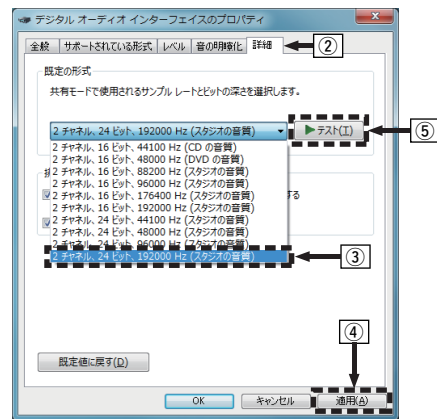 デジタル オーディオ インターフェイスのプロパティ
全般 サポートされている形式 レベル 音の明瞭化 詳細 ②
既定の形式
共有モードで使用されるサンプル レートとビットの深さを選択します。
2 チャネル、24 ビット、192000 Hz (スタジオの音質) ▶テスト(T) ⑤
2 チャネル、16 ビット、44100 Hz (CD の音質)
2 チャネル、16 ビット、48000 Hz (DVD の音質)
2 チャネル、16 ビット、88200 Hz (スタジオの音質)
2 チャネル、16 ビット、96000 Hz (スタジオの音質)
2 チャネル、16 ビット、176400 Hz (スタジオの音質) する
2 チャネル、16 ビット、192000 Hz (スタジオの音質)
2 チャネル、24 ビット、44100 Hz (スタジオの音質)
2 チャネル、24 ビット、48000 Hz (スタジオの音質)
2 チャネル、24 ビット、96000 Hz (スタジオの音質)
2 チャネル、24 ビット、192000 Hz (スタジオの音質) ③
④
既定値に戻す(D)
OK キャンセル 適用(A)